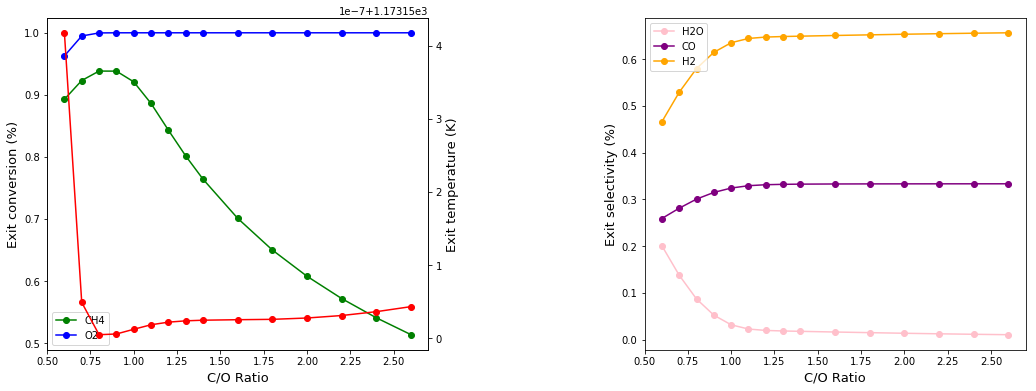 1e-7+1.17315e3
1.0
0.9
0.8
0.7
0.6
0.5
Exit conversion (%)
CH4
O2
4
3
2
1
0
Exit temperature (K)
0.50 0.75 1.00 1.25 1.50 1.75 2.00 2.25 2.50
C/O Ratio
H2O
CO
H2
0.6
0.5
0.4
0.3
0.2
0.1
0.0
Exit selectivity (%)
0.50 0.75 1.00 1.25 1.50 1.75 2.00 2.25 2.50
C/O Ratio